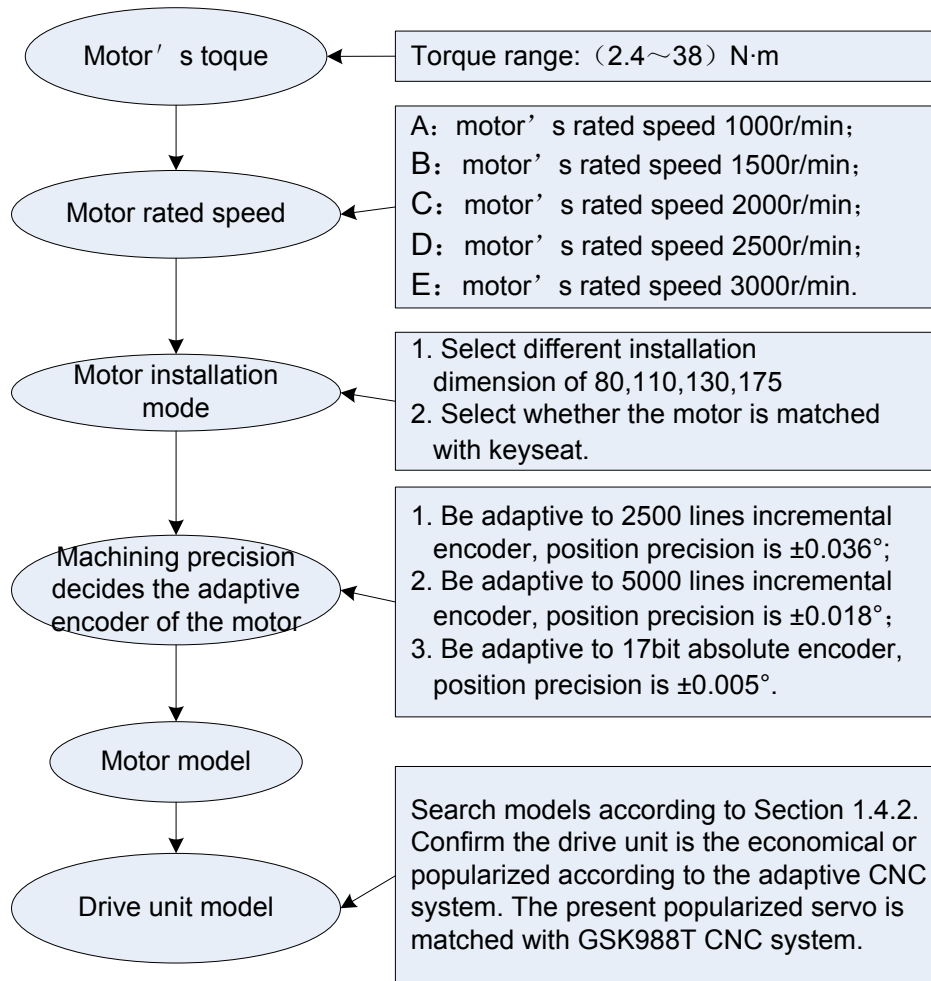 Motor's toque
Torque range:（2.4～38）N·m
A：motor's rated speed 1000r/min；
B：motor's rated speed 1500r/min；
C：motor's rated speed 2000r/min；
D：motor's rated speed 2500r/min；
E：motor's rated speed 3000r/min.
Motor rated speed
1. Select different installation
dimension of 80,110,130,175
2. Select whether the motor is matched
with keyseat.
Motor installation
mode
1. Be adaptive to 2500 lines incremental
encoder, position precision is ±0.036°;
2. Be adaptive to 5000 lines incremental
encoder, position precision is ±0.018°；
3. Be adaptive to 17bit absolute encoder,
position precision is ±0.005°.
Machining precision
decides the adaptive
encoder of the motor
Motor model
Search models according to Section 1.4.2.
Confirm the drive unit is the economical or
popularized according to the adaptive CNC
system. The present popularized servo is
matched with GSK988T CNC system.
Drive unit model